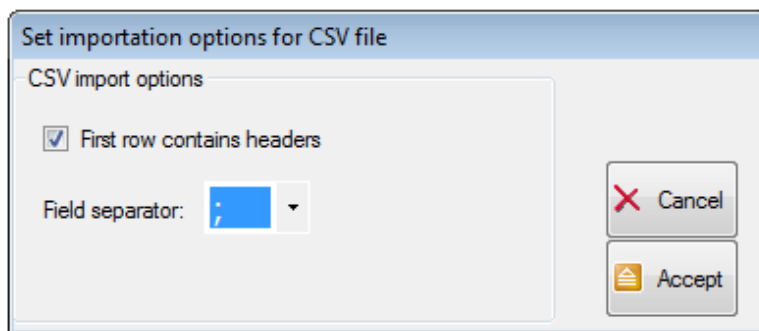 Set importation options for CSV file
CSV import options
First row contains headers
Field separator: ;
Cancel
Accept